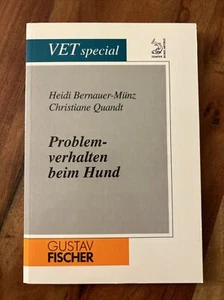 VET special
Heidi Bernauer-Münz
Christiane Quandt
Problem-
verhalten
beim Hund
GUSTAV
FISCHER